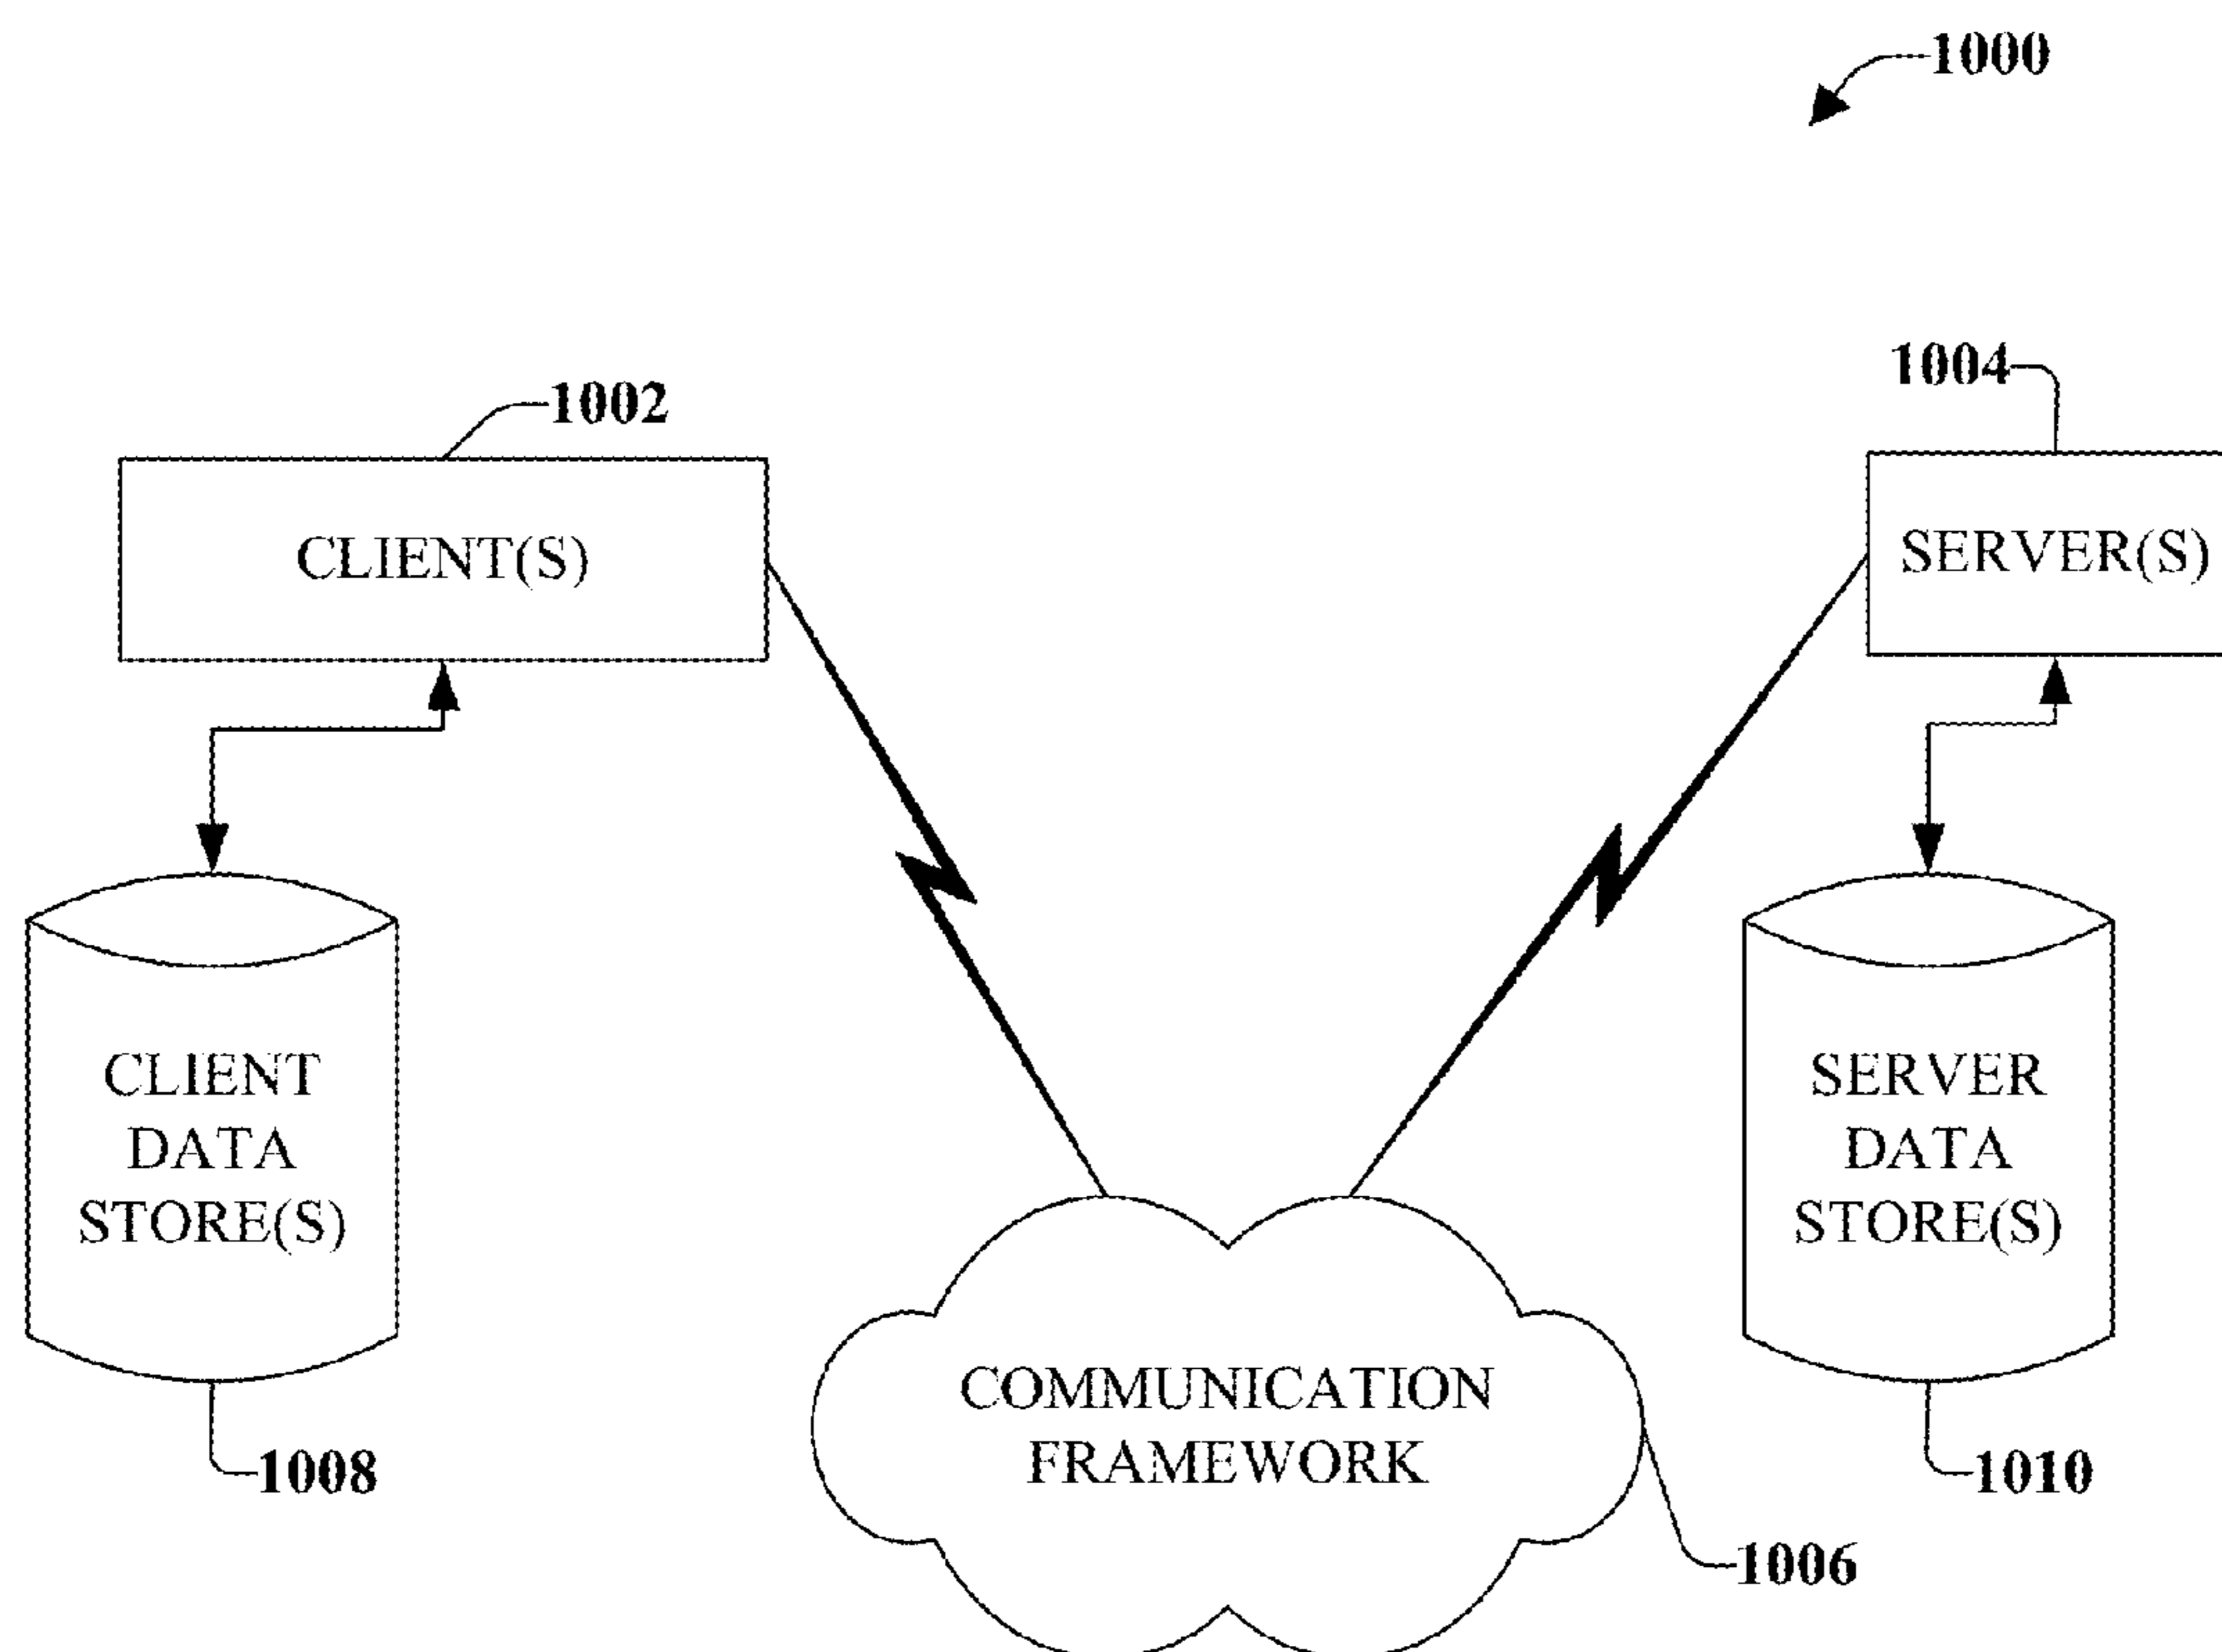 1000
1002
1004
CLIENT(S)
SERVER(S)
CLIENT
DATA
STORE(S)
SERVER
DATA
STORE(S)
COMMUNICATION
FRAMEWORK
1008
1010
1006